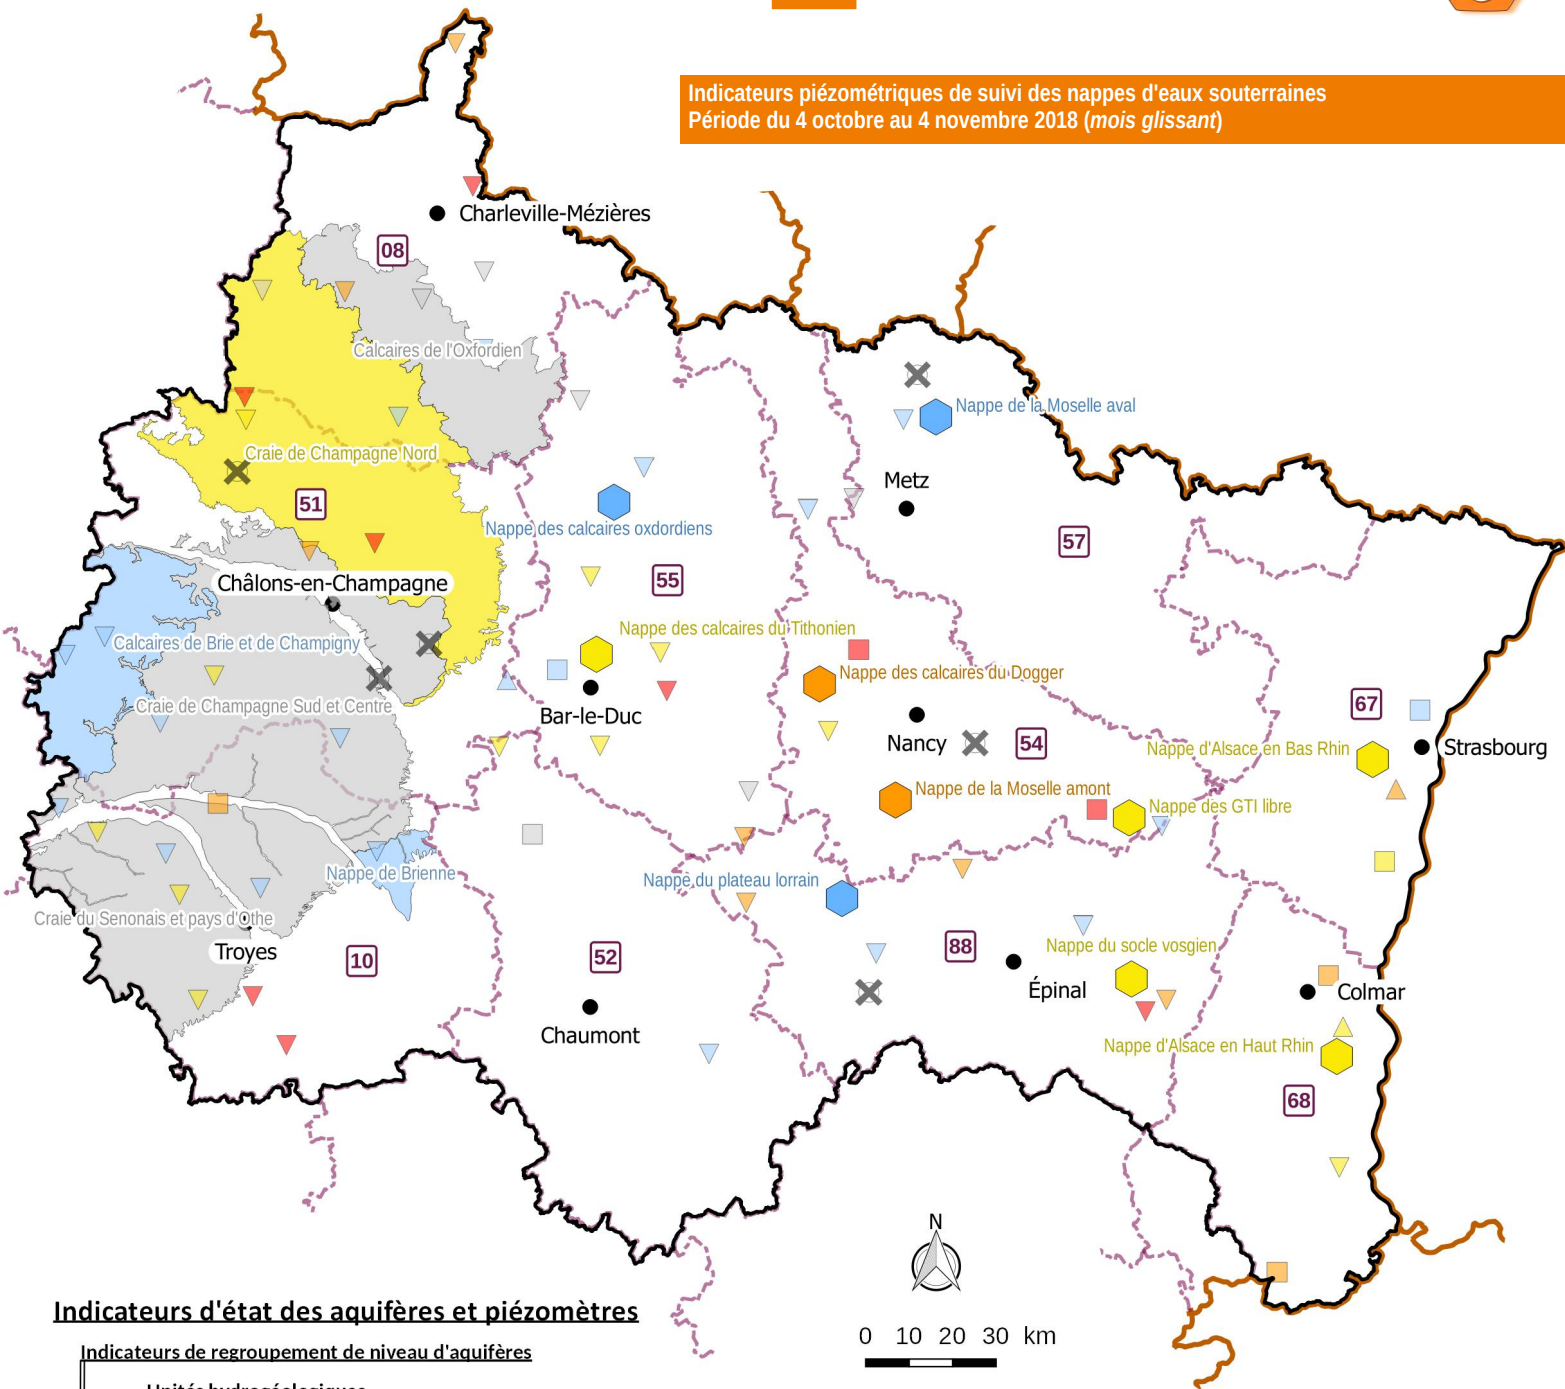 Indicateurs piézométriques de suivi des nappes d'eaux souterraines
Période du 4 octobre au 4 novembre 2018 (mois glissant)
Charleville-Mézières
08
Calcaires de l'Oxfordien
Nappe de la Moselle aval
Craie de Champagne Nord
Metz
51
Nappe des calcaires oxdordiens
57
Châlons-en-Champagne
55
Nappe des calcaires du Tithonien
Calcaires de Brie et de Champigny
Nappe des calcaires du Dogger
Craie de Champagne Sud et Centre
67
Bar-le-Duc
Nancy
54
Nappe d'Alsace en Bas Rhin
Strasbourg
Nappe de la Moselle amont
Nappe des GTI libre
Nappe de Brienne
Nappe du plateau lorrain
Craie du Senonais et pays d'Othe
Troyes
10
52
88
Nappe du socle vosgien
Épinal
Colmar
Chaumont
Nappe d'Alsace en Haut Rhin
68
N
0 10 20 30 km
Indicateurs d'état des aquifères et piézomètres
Indicateurs de regroupement de niveau d'aquifères
Unités hydrogéologiques